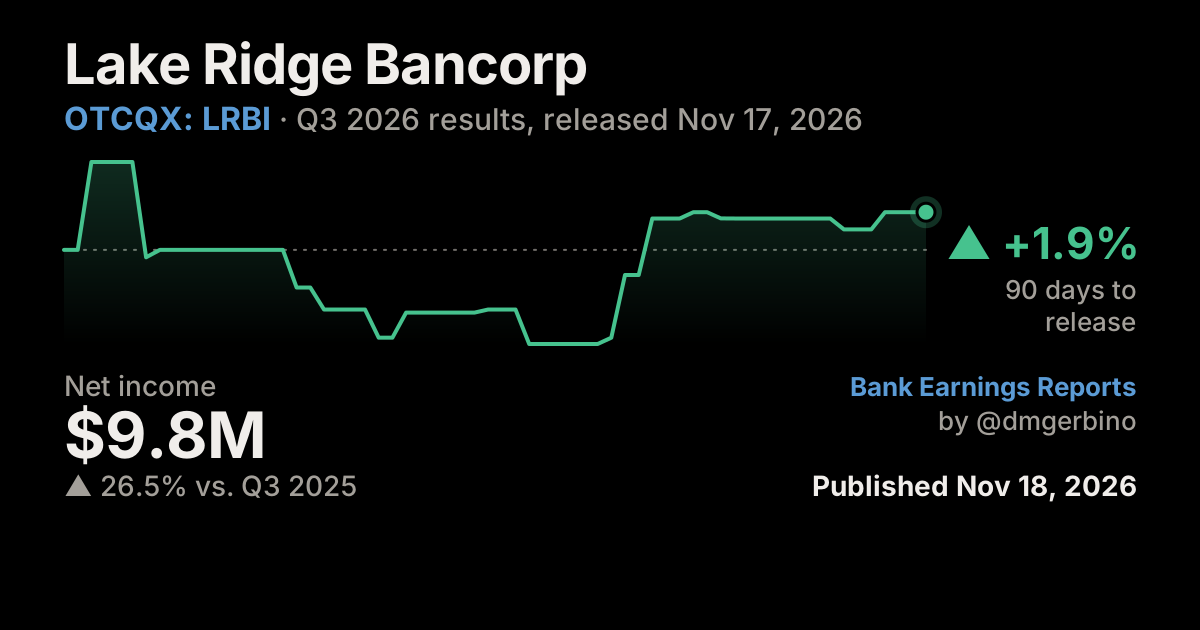 Lake Ridge Bancorp
OTCQX: LRBI · Q3 2026 results, released Nov 17, 2026
▲ +1.9%
90 days to
release
Net income
$9.8M
▲ 26.5% vs. Q3 2025
Bank Earnings Reports
by @dmgerbino
Published Nov 18, 2026